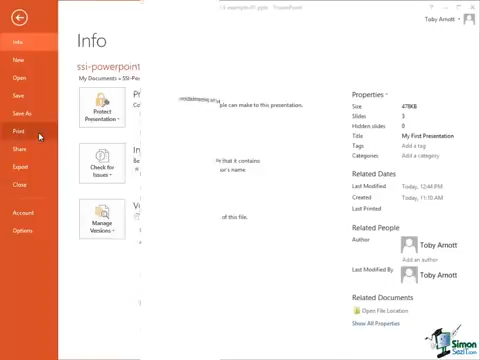 PowerPoint
Toby Arnott
Info
Info
New
Open
Save
Save As
Print
Share
Export
Close
Account
Options
ssi-powerpoint
My Documents » SSI-Po
Protect
Presentation
ple can make to this presentation.
Check for
Issues
In
Be
that it contains
or's name
Manage
Versions
of this file.
Properties
Size 478KB
Slides 3
Hidden slides 0
Title My First Presentation
Tags Add a tag
Categories Add a category
Related Dates
Last Modified Today, 12:44 PM
Created Today, 11:10 AM
Last Printed
Related People
Author Toby Arnott
Add an author
Last Modified By Toby Arnott
Related Documents
Open File Location
Show All Properties
Simon
SezIT.com